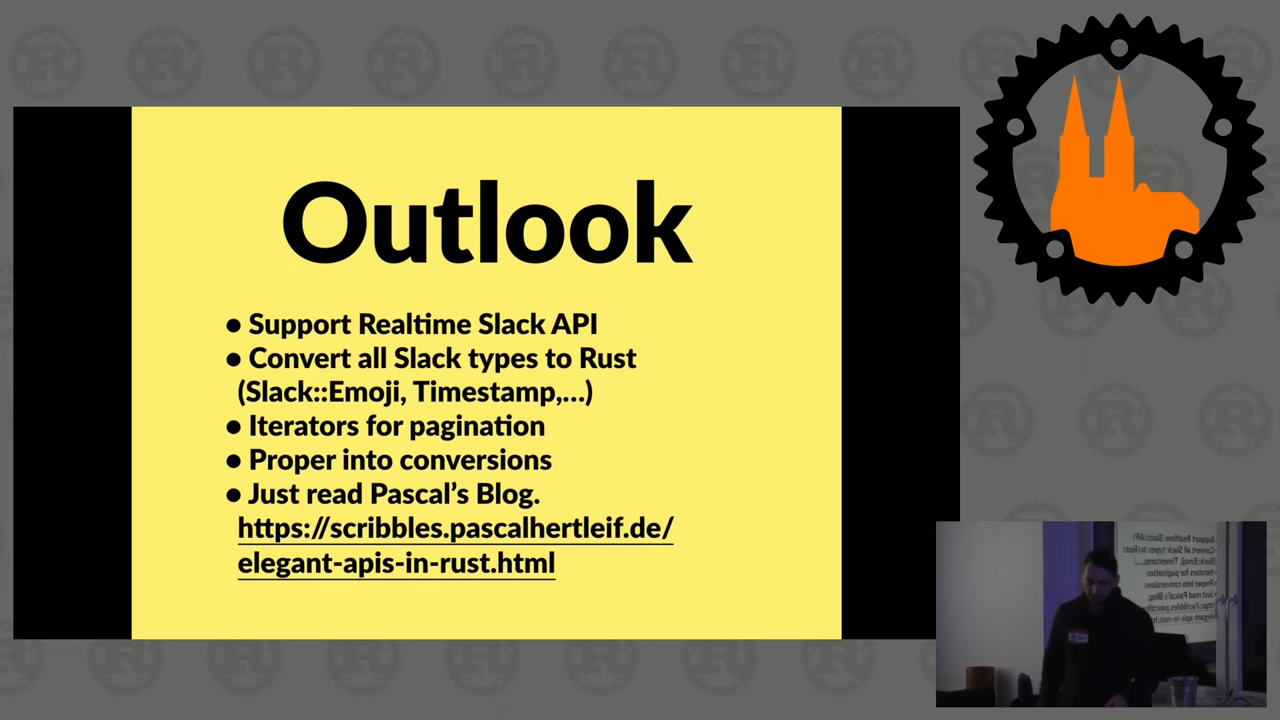 Outlook
• Support Realtime Slack API
• Convert all Slack types to Rust
(Slack::Emoji, Timestamp,...)
• Iterators for pagination
• Proper into conversions
• Just read Pascal’s Blog.
https://scribbles.pascalhertleif.de/
elegant-apis-in-rust.html